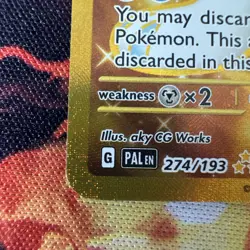 You may discar
Pokémon. This a
discarded in this
weakness ×2
Illus. aky CG Works
G PAL EN 274/193